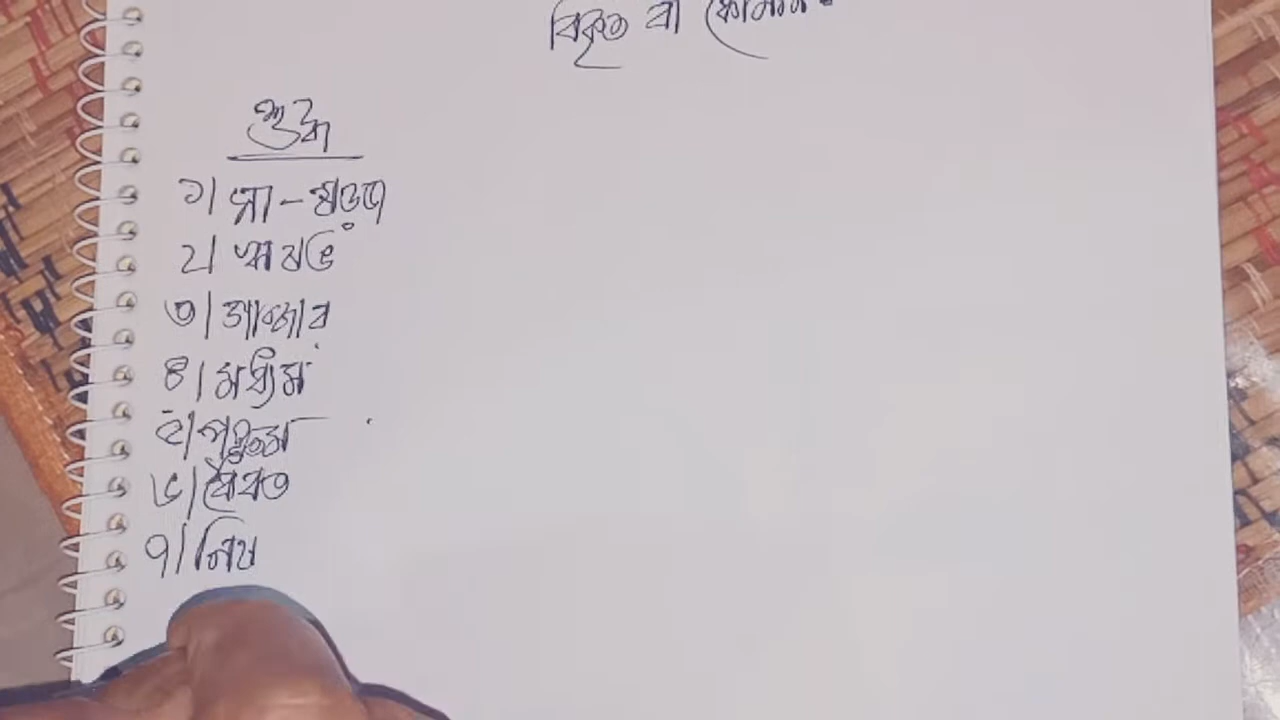 বিকৃত বা কোমল
শুদ্ধ
১। সা - ষড়জ
২। ঋষভ
৩। গান্ধার
৪। মধ্যম
৫। পঞ্চম
৬। ধৈবত
৭। নিষ